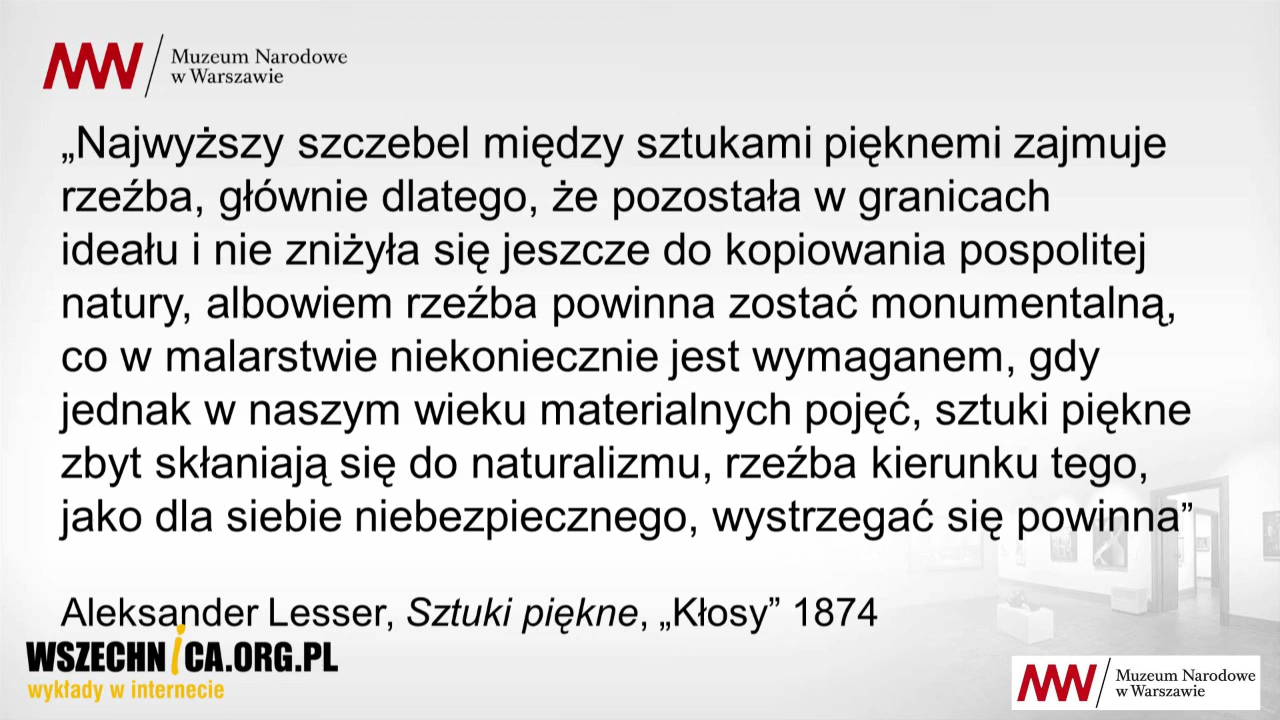 Muzeum Narodowe
w Warszawie
„Najwyższy szczebel między sztukami pięknemi zajmuje
rzeźba, głównie dlatego, że pozostała w granicach
ideału i nie zniżyła się jeszcze do kopiowania pospolitej
natury, albowiem rzeźba powinna zostać monumentalną,
co w malarstwie niekoniecznie jest wymaganem, gdy
jednak w naszym wieku materialnych pojęć, sztuki piękne
zbyt skłaniają się do naturalizmu, rzeźba kierunku tego,
jako dla siebie niebezpiecznego, wystrzegać się powinna”
Aleksander Lesser, Sztuki piękne, „Kłosy” 1874
WSZECHNiCA.ORG.PL
wykłady w internecie
Muzeum Narodowe
w Warszawie